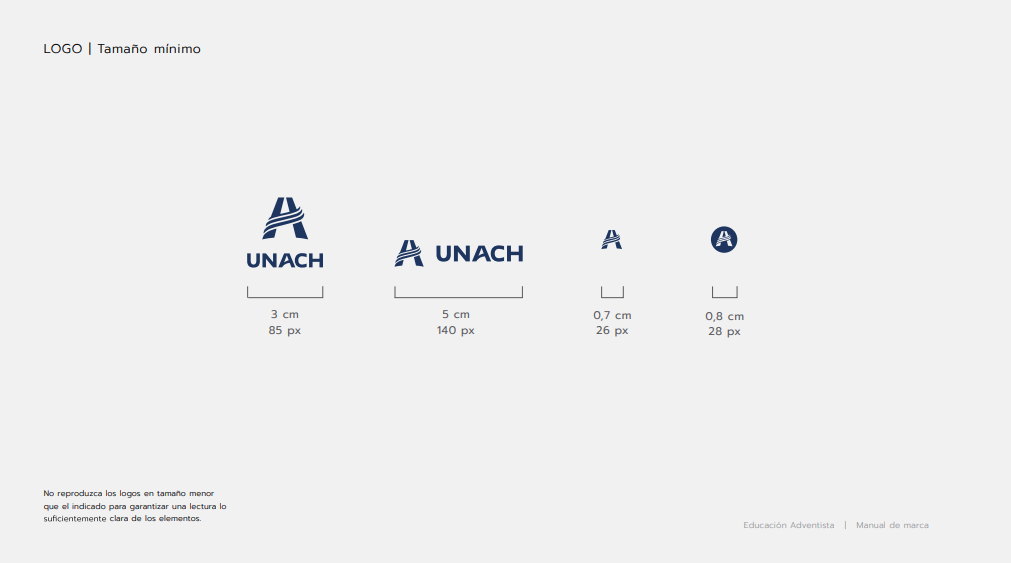 LOGO | Tamaño mínimo
UNACH
UNACH
3 cm
85 px
5 cm
140 px
0,7 cm
26 px
0,8 cm
28 px
No reproduzca los logos en tamaño menor
que el indicado para garantizar una lectura lo
suficientemente clara de los elementos.
Educación Adventista | Manual de marca